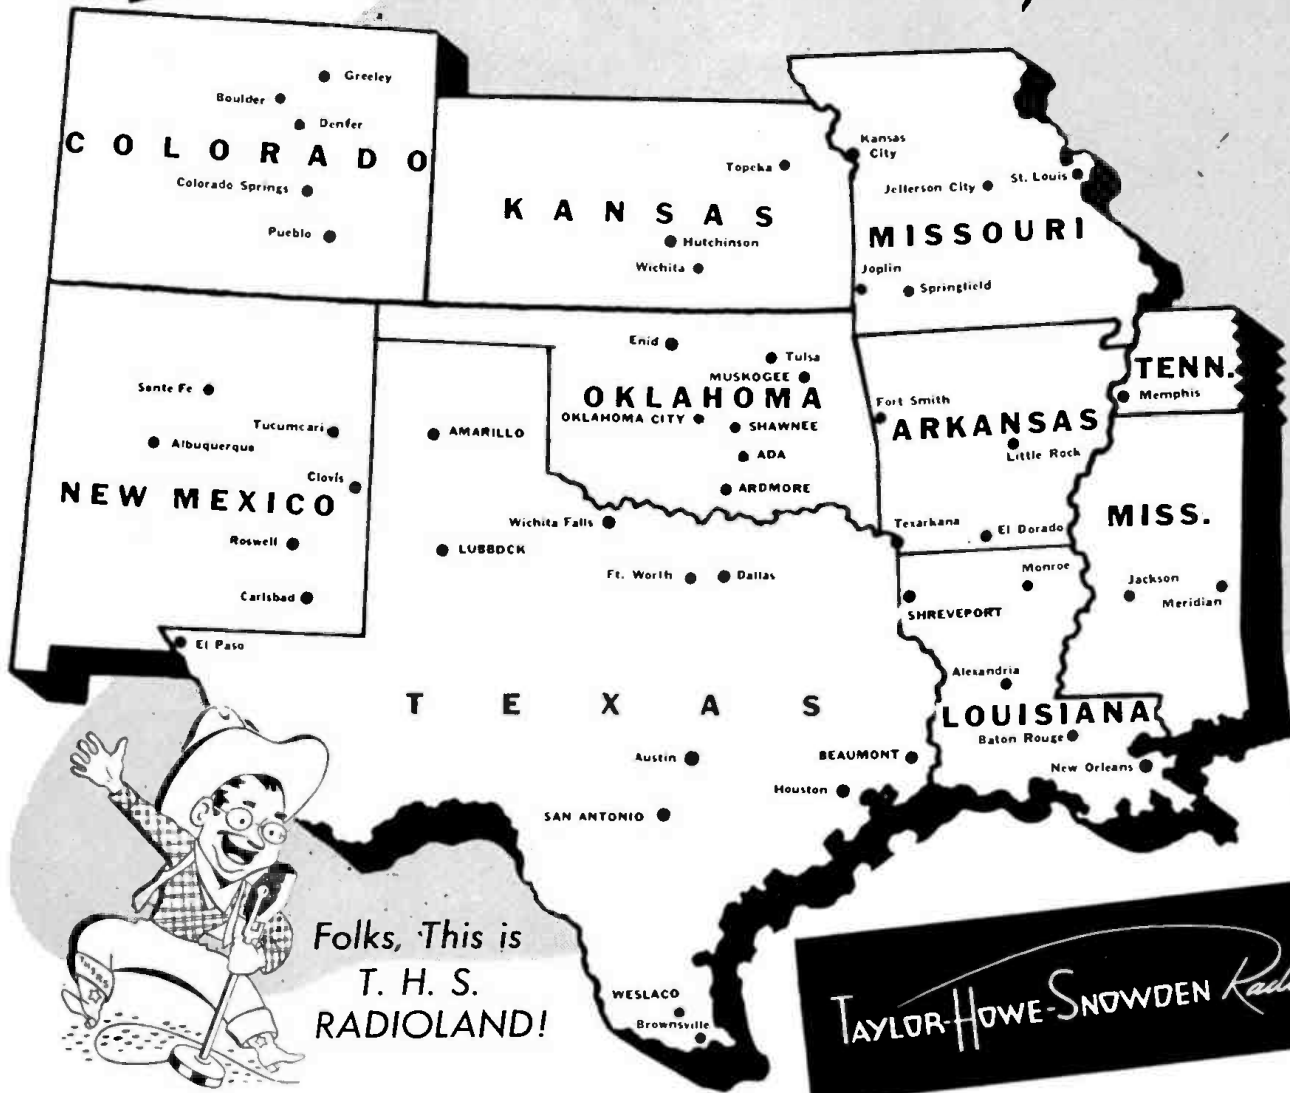 Greeley
Boulder
Denfer
COLORADO
Colorado Springs
Pueblo
Topeka
KANSAS
Hutchinson
Wichita
Kansas
City
Jefferson City
St. Louis
MISSOURI
Joplin
Springfield
Sante Fe
Tucumcari
Albuquerque
Clovis
NEW MEXICO
Roswell
Carlsbad
Enid
Tulsa
MUSKOGEE
OKLAHOMA
OKLAHOMA CITY
SHAWNEE
ADA
ARDMORE
Fort Smith
ARKANSAS
Little Rock
Texarkana
El Dorado
TENN.
Memphis
MISS.
Jackson
Meridian
AMARILLO
Wichita Falls
LUBBOCK
Ft. Worth
Dallas
El Paso
TEXAS
Austin
BEAUMONT
Houston
SAN ANTONIO
WESLACO
Brownsville
Monroe
SHREVEPORT
Alexandria
LOUISIANA
Baton Rouge
New Orleans
THSRS
Folks, This is
T. H. S.
RADIOLAND!
TAYLOR-HOWE-SNOWDEN